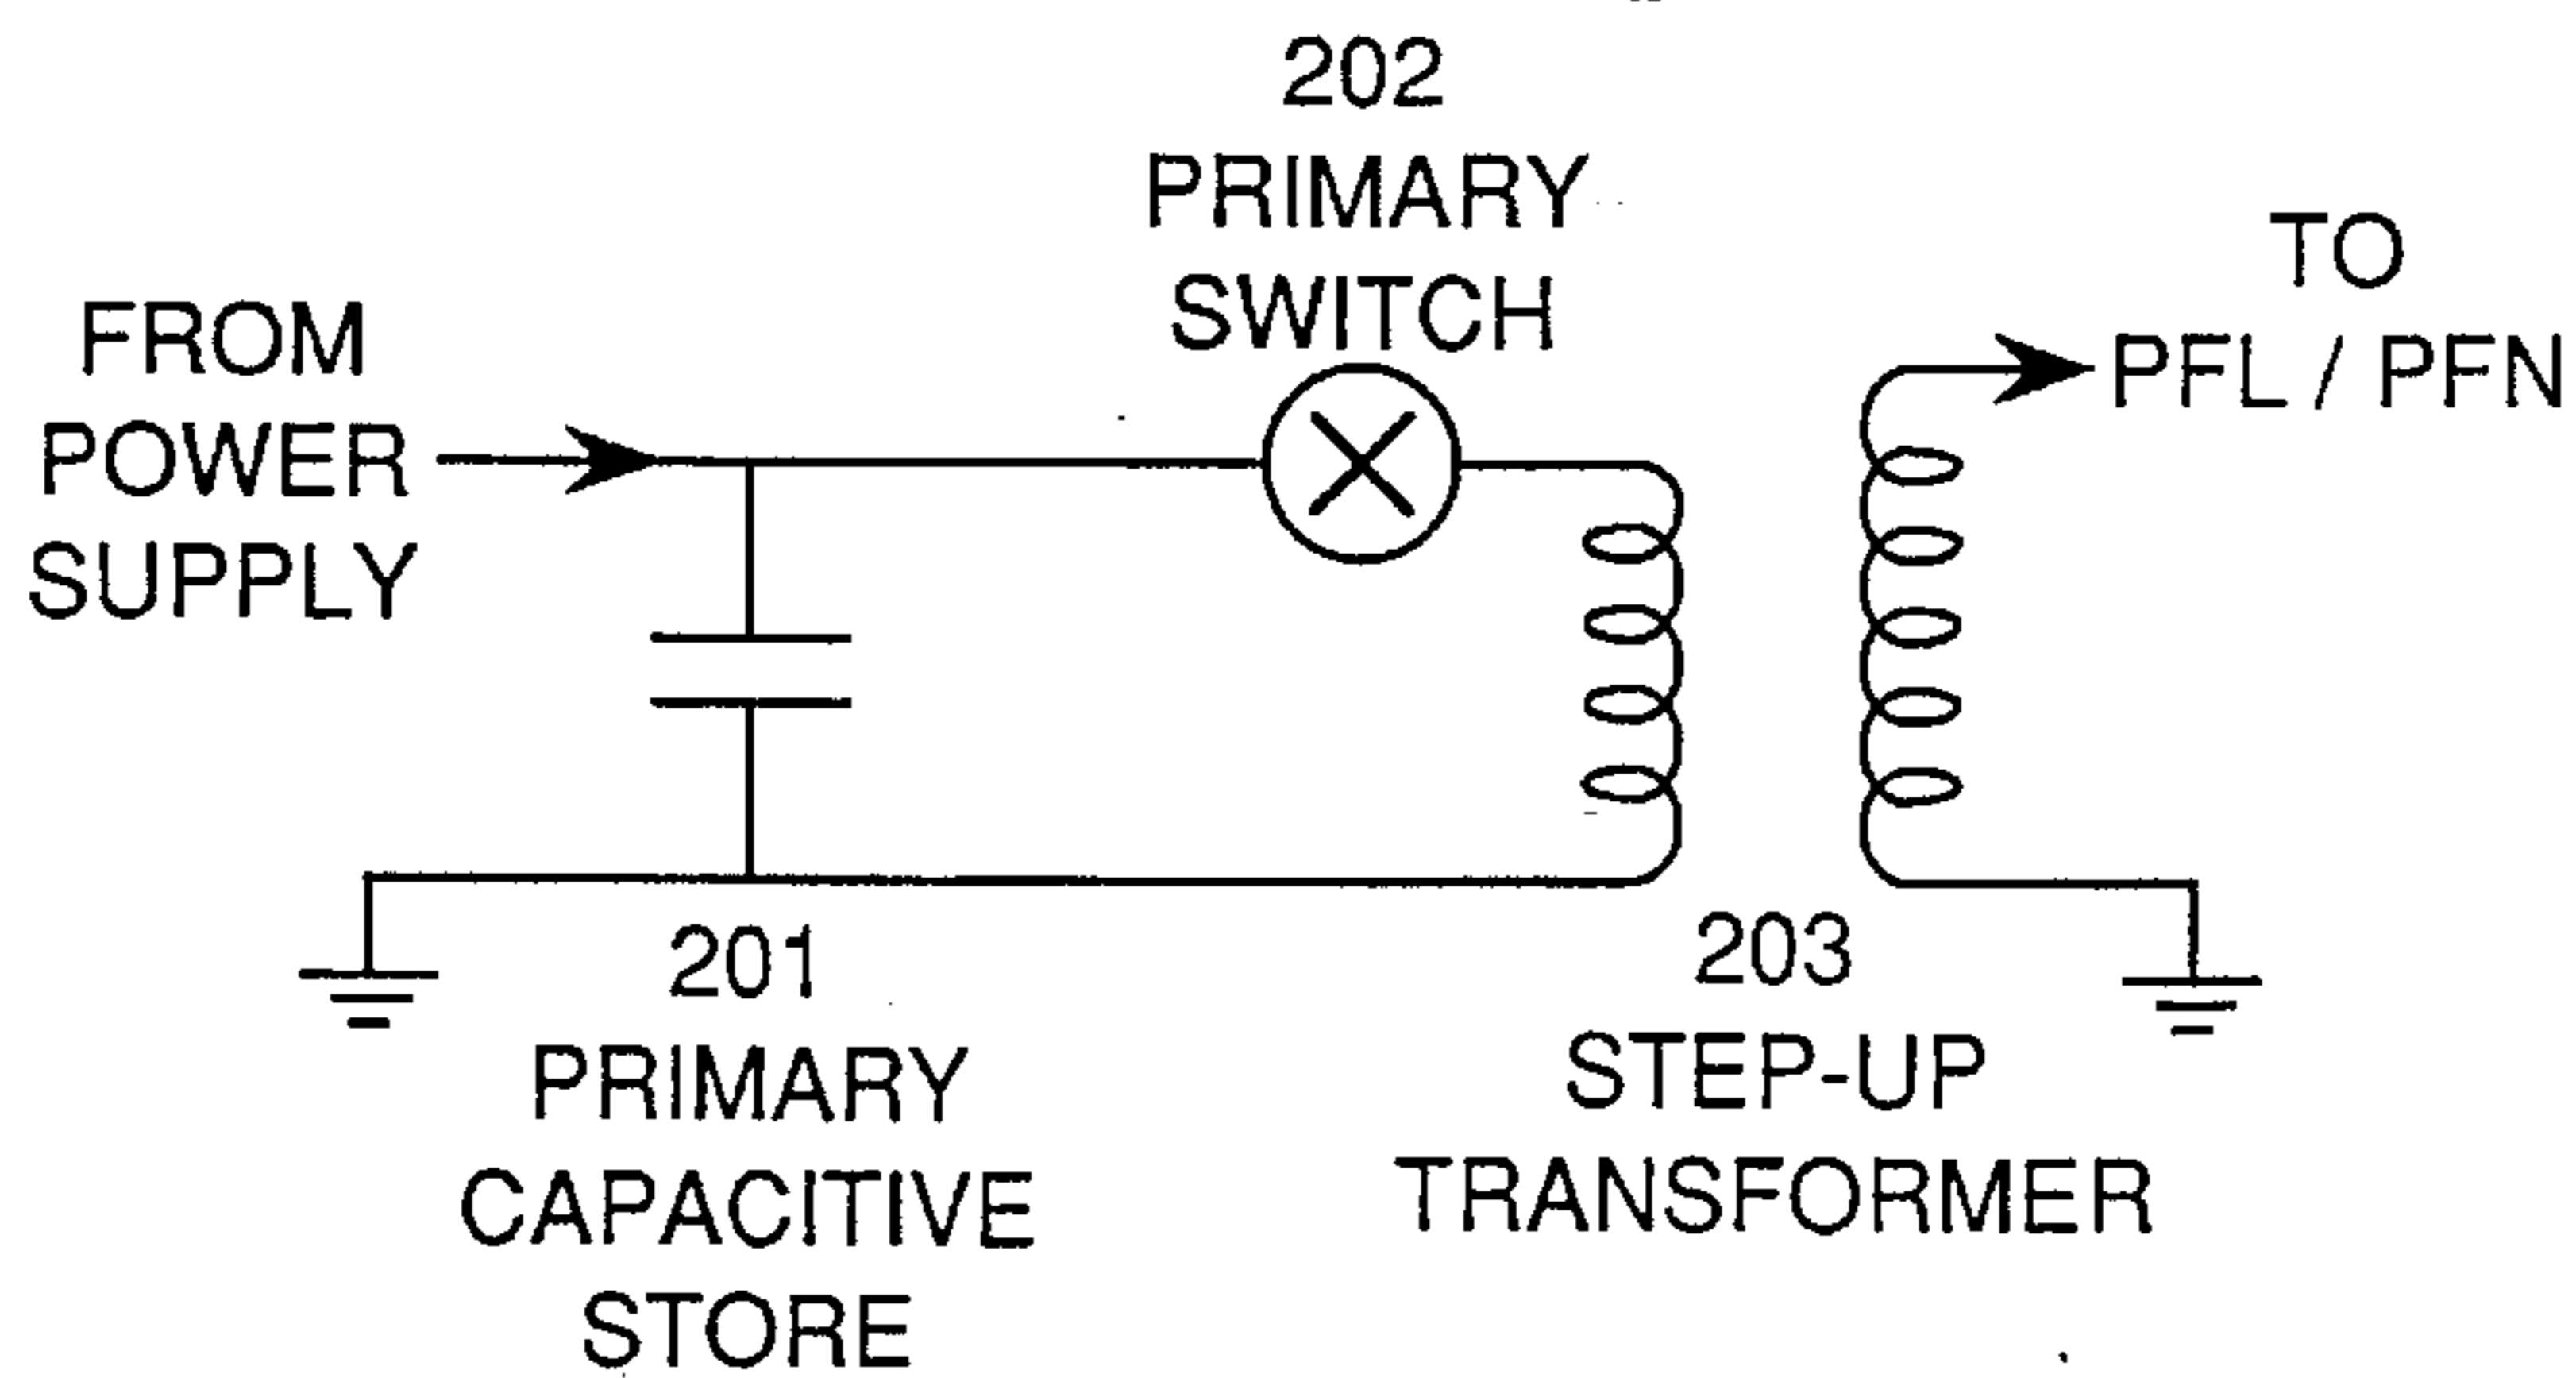 202
PRIMARY
SWITCH
TO
PFL / PFN
FROM
POWER
SUPPLY
201
PRIMARY
CAPACITIVE
STORE
203
STEP-UP
TRANSFORMER